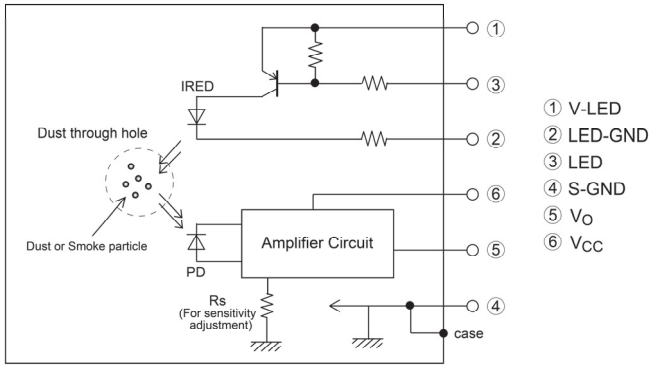 ①
IRED
③
Dust through hole
②
⑥
Amplifier Circuit
⑤
Dust or Smoke particle
PD
Rs
(For sensitivity
adjustment)
④
case
① V-LED
② LED-GND
③ LED
④ S-GND
⑤ VO
⑥ VCC